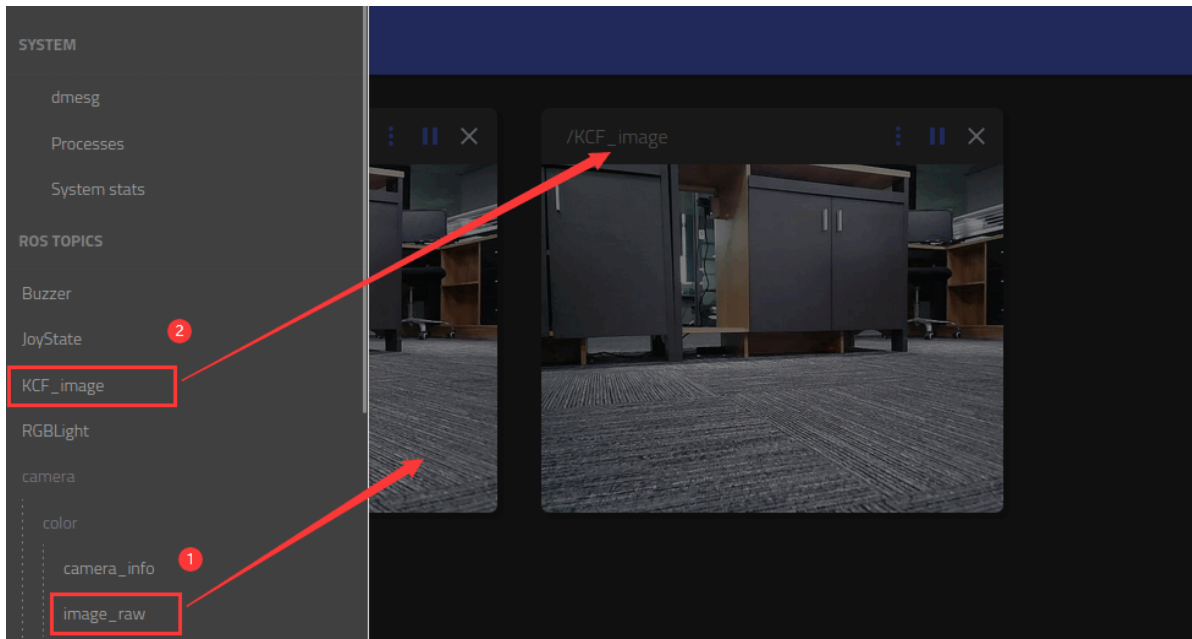 SYSTEM
dmesg
Processes
System stats
ROS TOPICS
Buzzer
JoyState
2
KCF_image
RGBLight
camera
color
camera_info
1
image_raw
/KCF_image